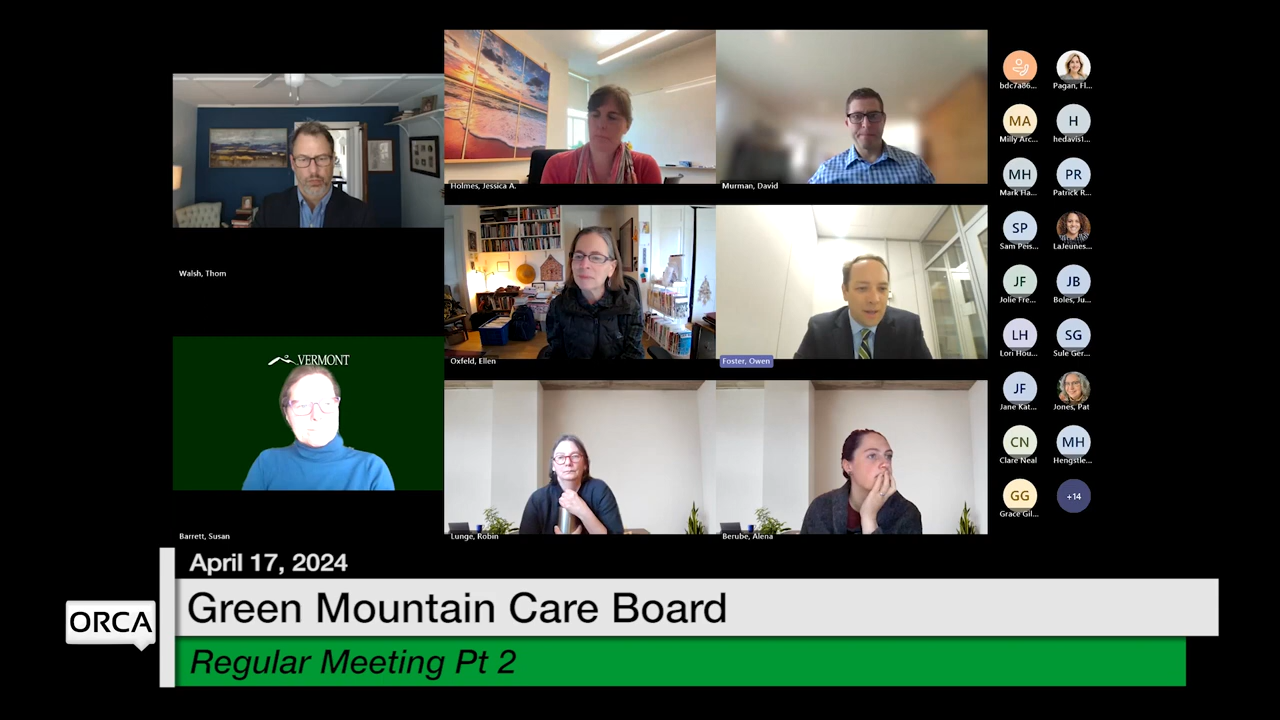 Walsh, Thom
Holmes, Jessica A.
Murman, David
Oxfeld, Ellen
Foster, Owen
VERMONT
Barrett, Susan
Lunge, Robin
Berube, Alena
bdc7a86...
Pagan, Fl...
MA
Milly Arc...
H
hedavis1...
MH
Mark Ha...
PR
Patrick R...
SP
Sam Peis...
LaJeunes...
JF
Jolie Fre...
JB
Boles, Ju...
LH
Lori Hou...
SG
Sule Ger...
JF
Jane Kat...
Jones, Pat
CN
Clare Neal
MH
Hengstle...
GG
Grace Gil...
+14
April 17, 2024
ORCA
Green Mountain Care Board
Regular Meeting Pt 2